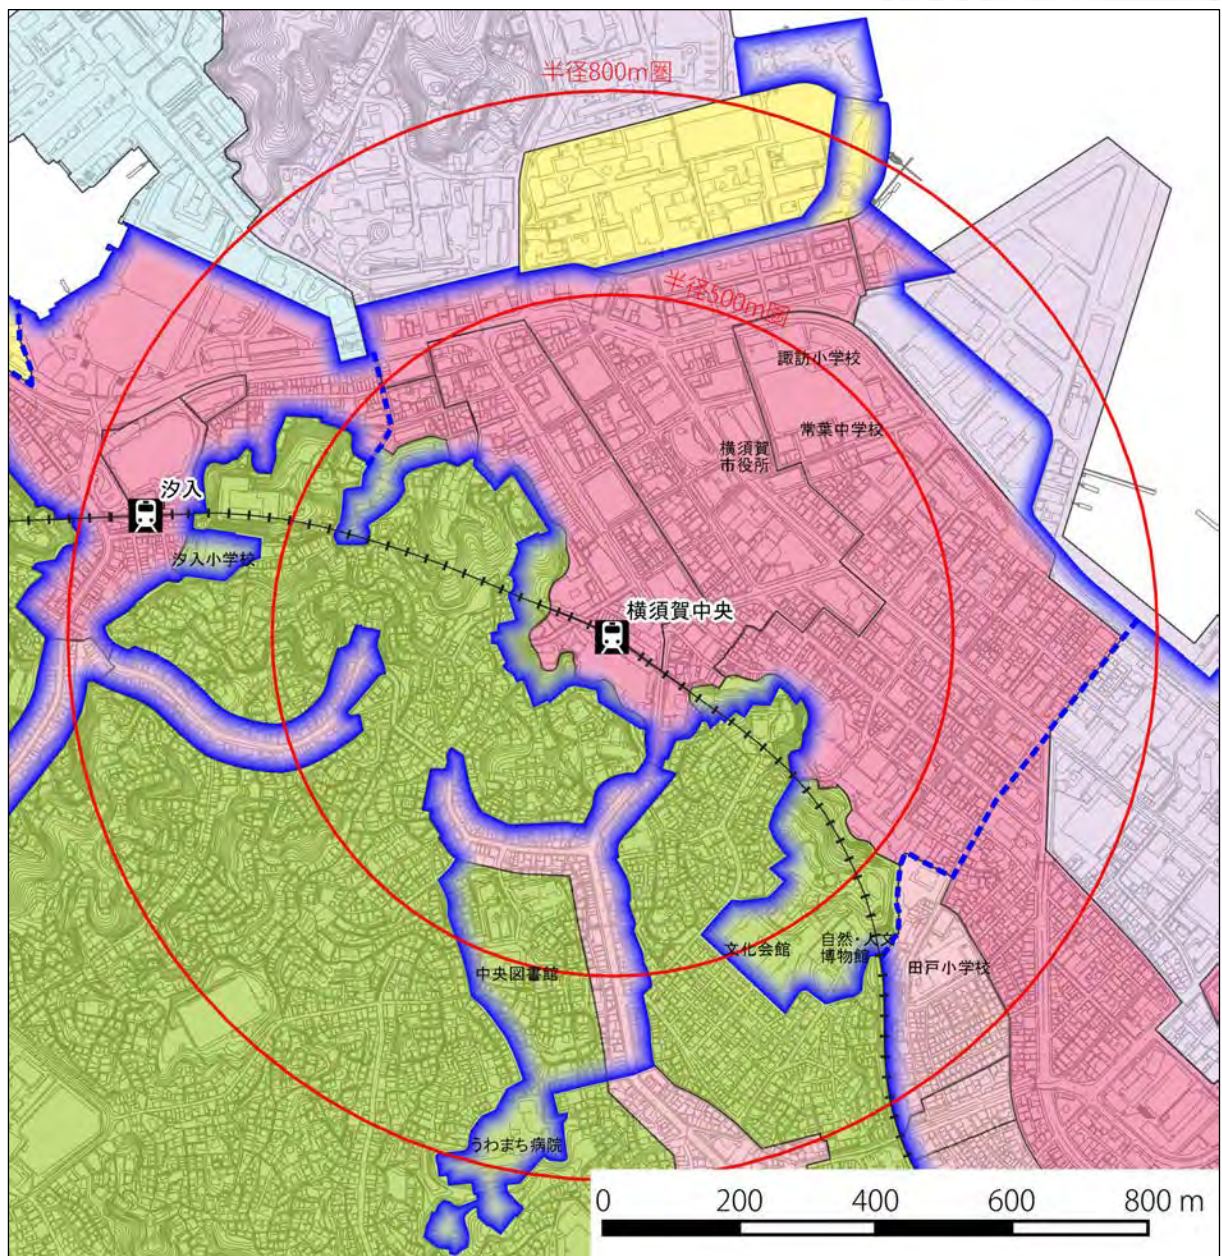 半径800m圏
半径500m圏
諏訪小学校
常葉中学校
横須賀
市役所
汐入
汐入小学校
横須賀中央
文化会館
自然・人文
博物館
田戸小学校
中央図書館
うわまち病院
0 200 400 600 800 m